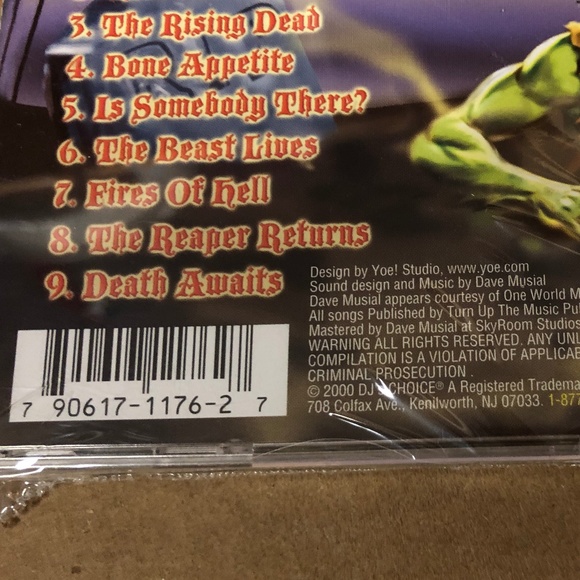 3. The Rising Dead
4. Bone Appetite
5. Is Somebody There?
6. The Beast Lives
7. Fires Of Hell
8. The Reaper Returns
9. Death Awaits
Design by Yoe! Studio, www.yoe.com
Sound design and Music by Dave Musial
Dave Musial appears courtesy of One World
All songs Published by Turn Up The Music
Mastered by Dave Musial at SkyRoom Studios
WARNING ALL RIGHTS RESERVED. ANY
COMPILATION IS A VIOLATION OF
CRIMINAL PROSECUTION.
© 2000 DJ'S CHOICE® A Registered
708 Colfax Ave., Kenilworth, NJ 07033. 1-877
7 90617-1176-2 7